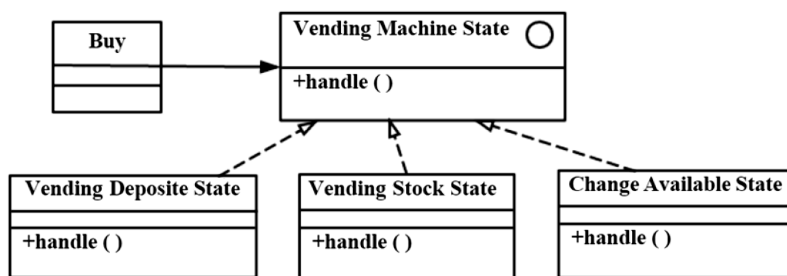 Buy
Vending Machine State
+handle ( )
Vending Deposite State
+handle ( )
Vending Stock State
+handle ( )
Change Available State
+handle ( )